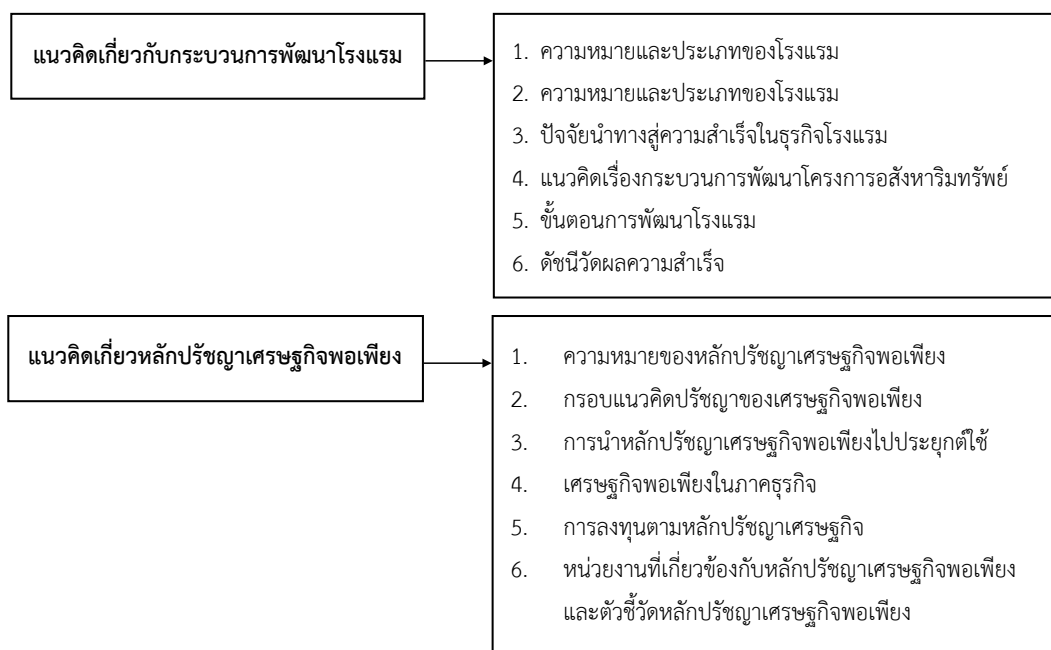 แนวคิดเกี่ยวกับกระบวนการพัฒนาโรงแรม
1. ความหมายและประเภทของโรงแรม
2. ความหมายและประเภทของโรงแรม
3. ปัจจัยนำทางสู่ความสำเร็จในธุรกิจโรงแรม
4. แนวคิดเรื่องกระบวนการพัฒนาโครงการอสังหาริมทรัพย์
5. ขั้นตอนการพัฒนาโรงแรม
6. ดัชนีวัดผลความสำเร็จ
แนวคิดเกี่ยวหลักปรัชญาเศรษฐกิจพอเพียง
1. ความหมายของหลักปรัชญาเศรษฐกิจพอเพียง
2. กรอบแนวคิดปรัชญาของเศรษฐกิจพอเพียง
3. การนำหลักปรัชญาเศรษฐกิจพอเพียงไปประยุกต์ใช้
4. เศรษฐกิจพอเพียงในภาคธุรกิจ
5. การลงทุนตามหลักปรัชญาเศรษฐกิจ
6. หน่วยงานที่เกี่ยวข้องกับหลักปรัชญาเศรษฐกิจพอเพียง
และตัวชี้วัดหลักปรัชญาเศรษฐกิจพอเพียง